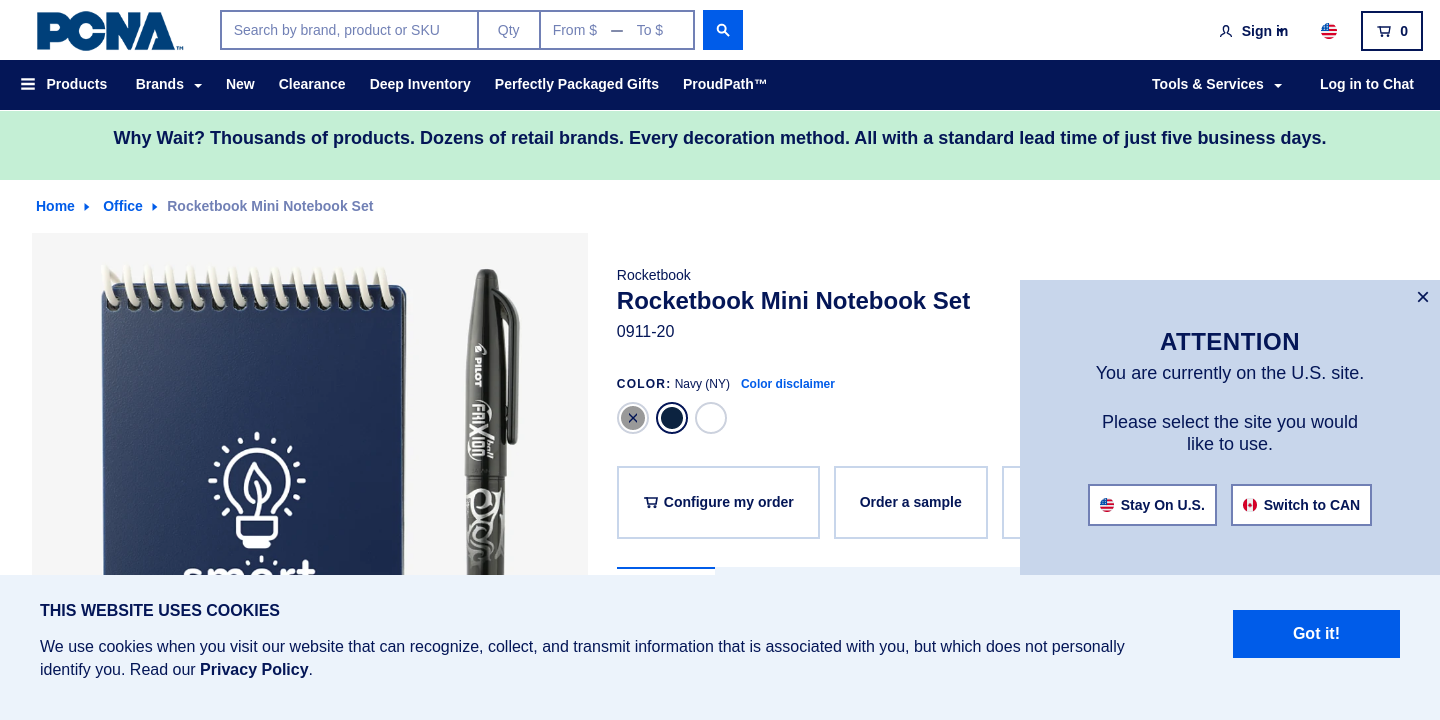 PCNA™
Search by brand, product or SKU
Qty
From $ — To $
Sign in
0
Products
Brands
New
Clearance
Deep Inventory
Perfectly Packaged Gifts
ProudPath™
Tools & Services
Log in to Chat
Why Wait? Thousands of products. Dozens of retail brands. Every decoration method. All with a standard lead time of just five business days.
Home
Office
Rocketbook Mini Notebook Set
PILOT
FRIXION
ball
smart
Rocketbook
Rocketbook Mini Notebook Set
0911-20
COLOR: Navy (NY) Color disclaimer
Configure my order
Order a sample
ATTENTION
You are currently on the U.S. site.
Please select the site you would
like to use.
Stay On U.S.
Switch to CAN
THIS WEBSITE USES COOKIES
We use cookies when you visit our website that can recognize, collect, and transmit information that is associated with you, but which does not personally
identify you. Read our Privacy Policy.
Got it!